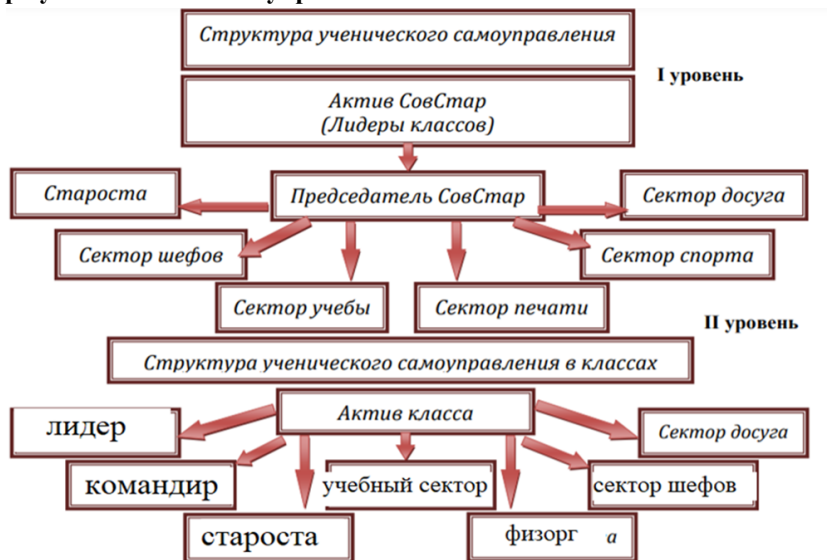 Структура ученического самоуправления
I уровень
Актив СовСтар
(Лидеры классов)
Староста
Председатель СовСтар
Сектор досуга
Сектор шефов
Сектор спорта
Сектор учебы
Сектор печати
II уровень
Структура ученического самоуправления в классах
Актив класса
лидер
Сектор досуга
командир
учебный сектор
сектор шефов
староста
физорг а